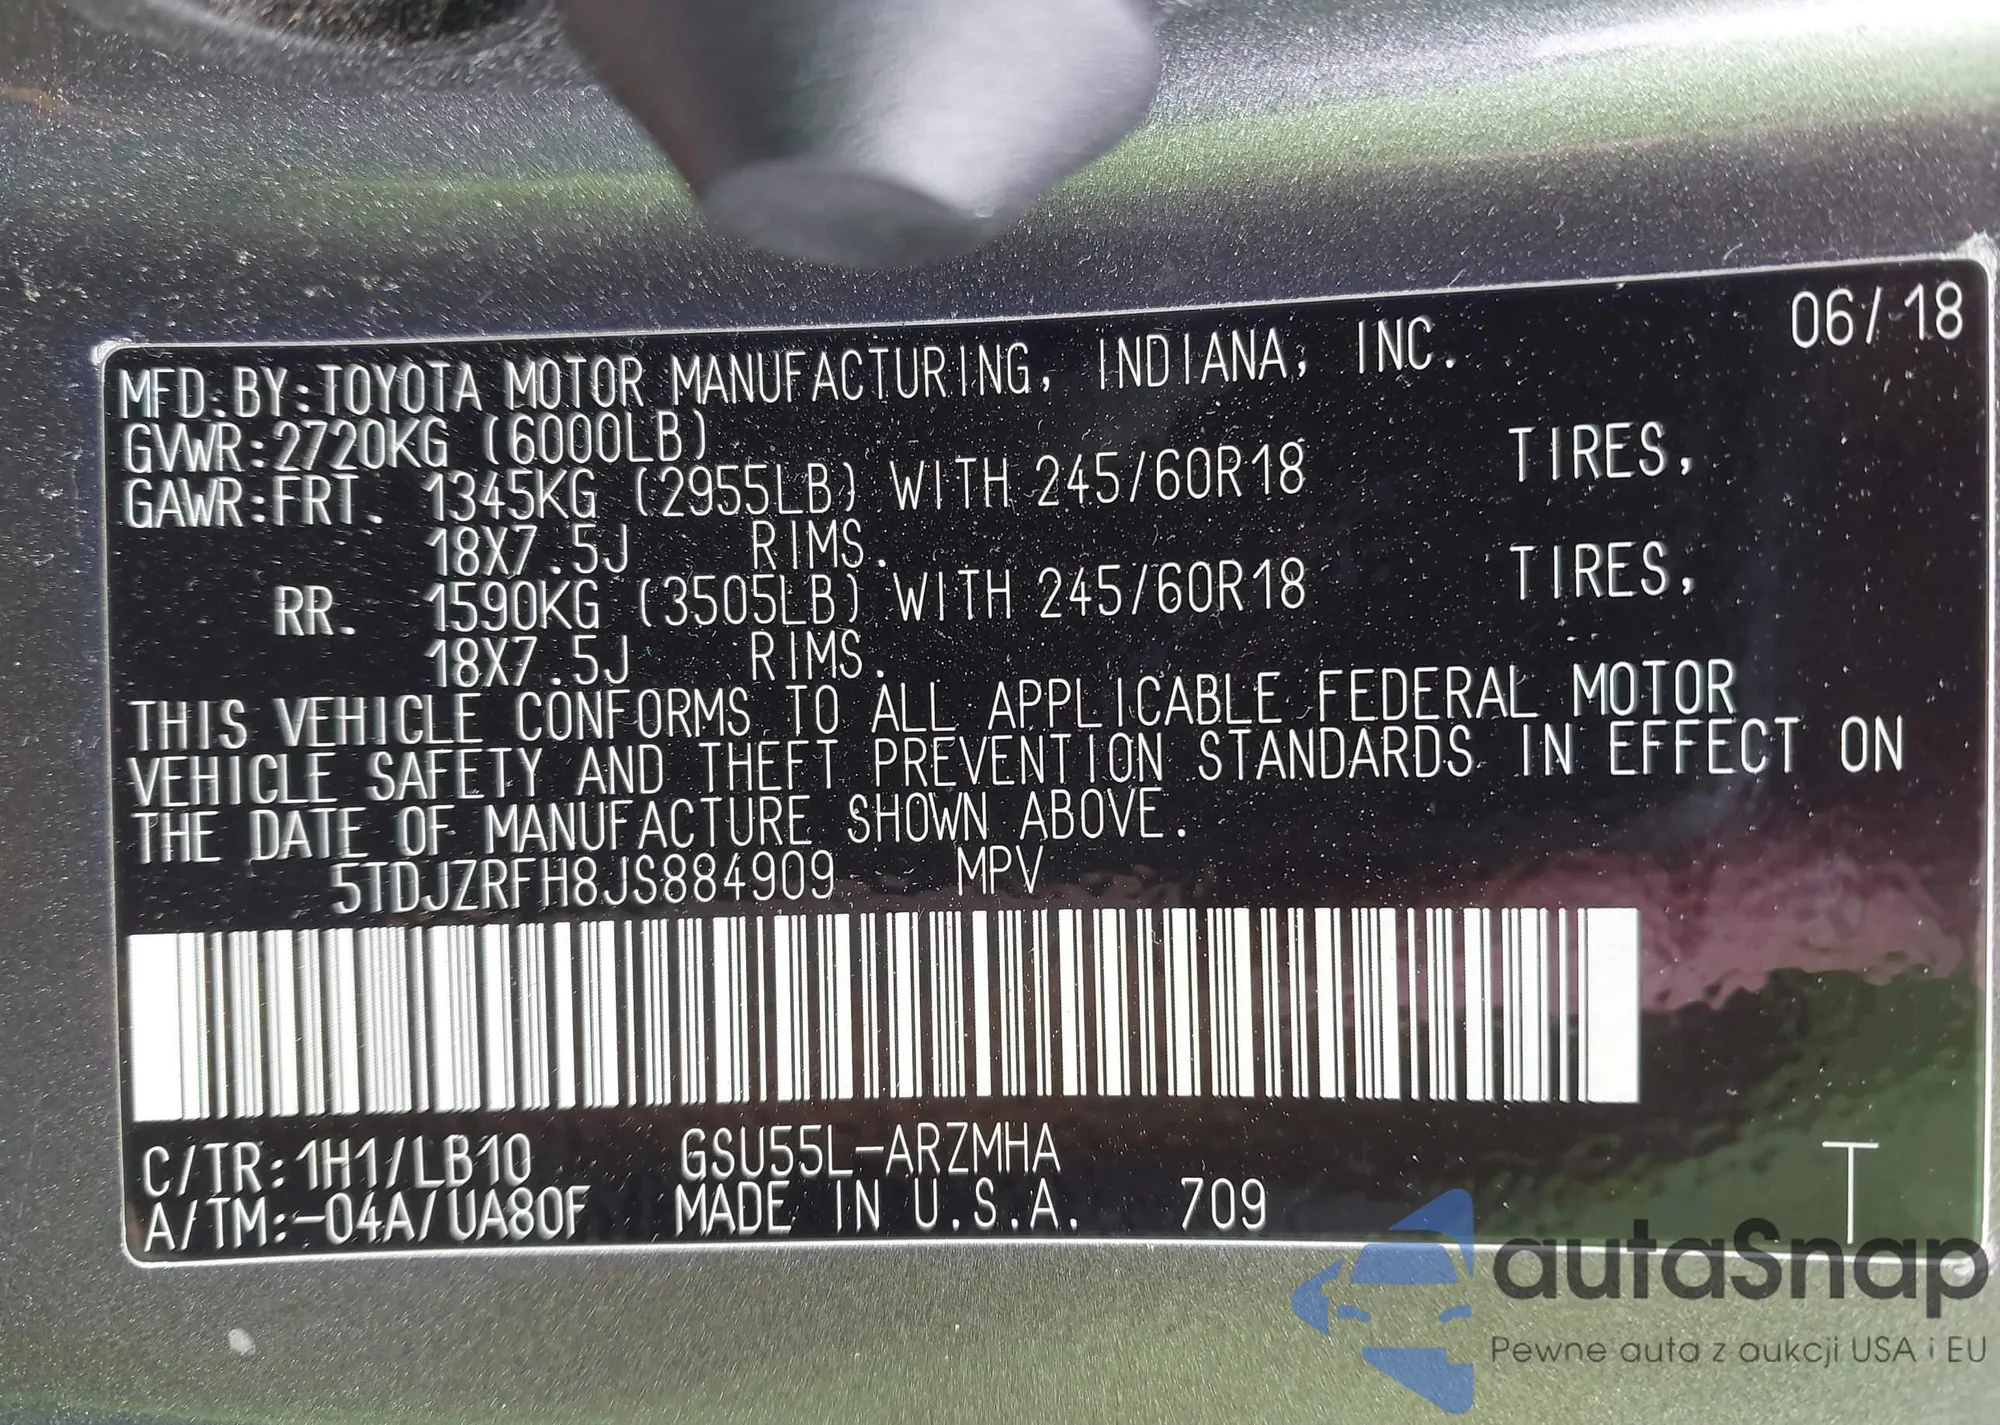 06/18
MFD.BY:TOYOTA MOTOR MANUFACTURING, INDIANA, INC.
GVWR:2720KG (6000LB)
GAWR:FRT. 1345KG (2955LB) WITH 245/60R18 TIRES,
18X7.5J RIMS.
RR. 1590KG (3505LB) WITH 245/60R18 TIRES,
18X7.5J RIMS.
THIS VEHICLE CONFORMS TO ALL APPLICABLE FEDERAL MOTOR
VEHICLE SAFETY AND THEFT PREVENTION STANDARDS IN EFFECT ON
THE DATE OF MANUFACTURE SHOWN ABOVE.
5TDJZRFH8JS884909 MPV
C/TR:1H1/LB10 GSU55L-ARZMHA
A/TM:-04A/UA80F MADE IN U.S.A. 709
T
autaSnap
Pewne auta z aukcji USA i EU